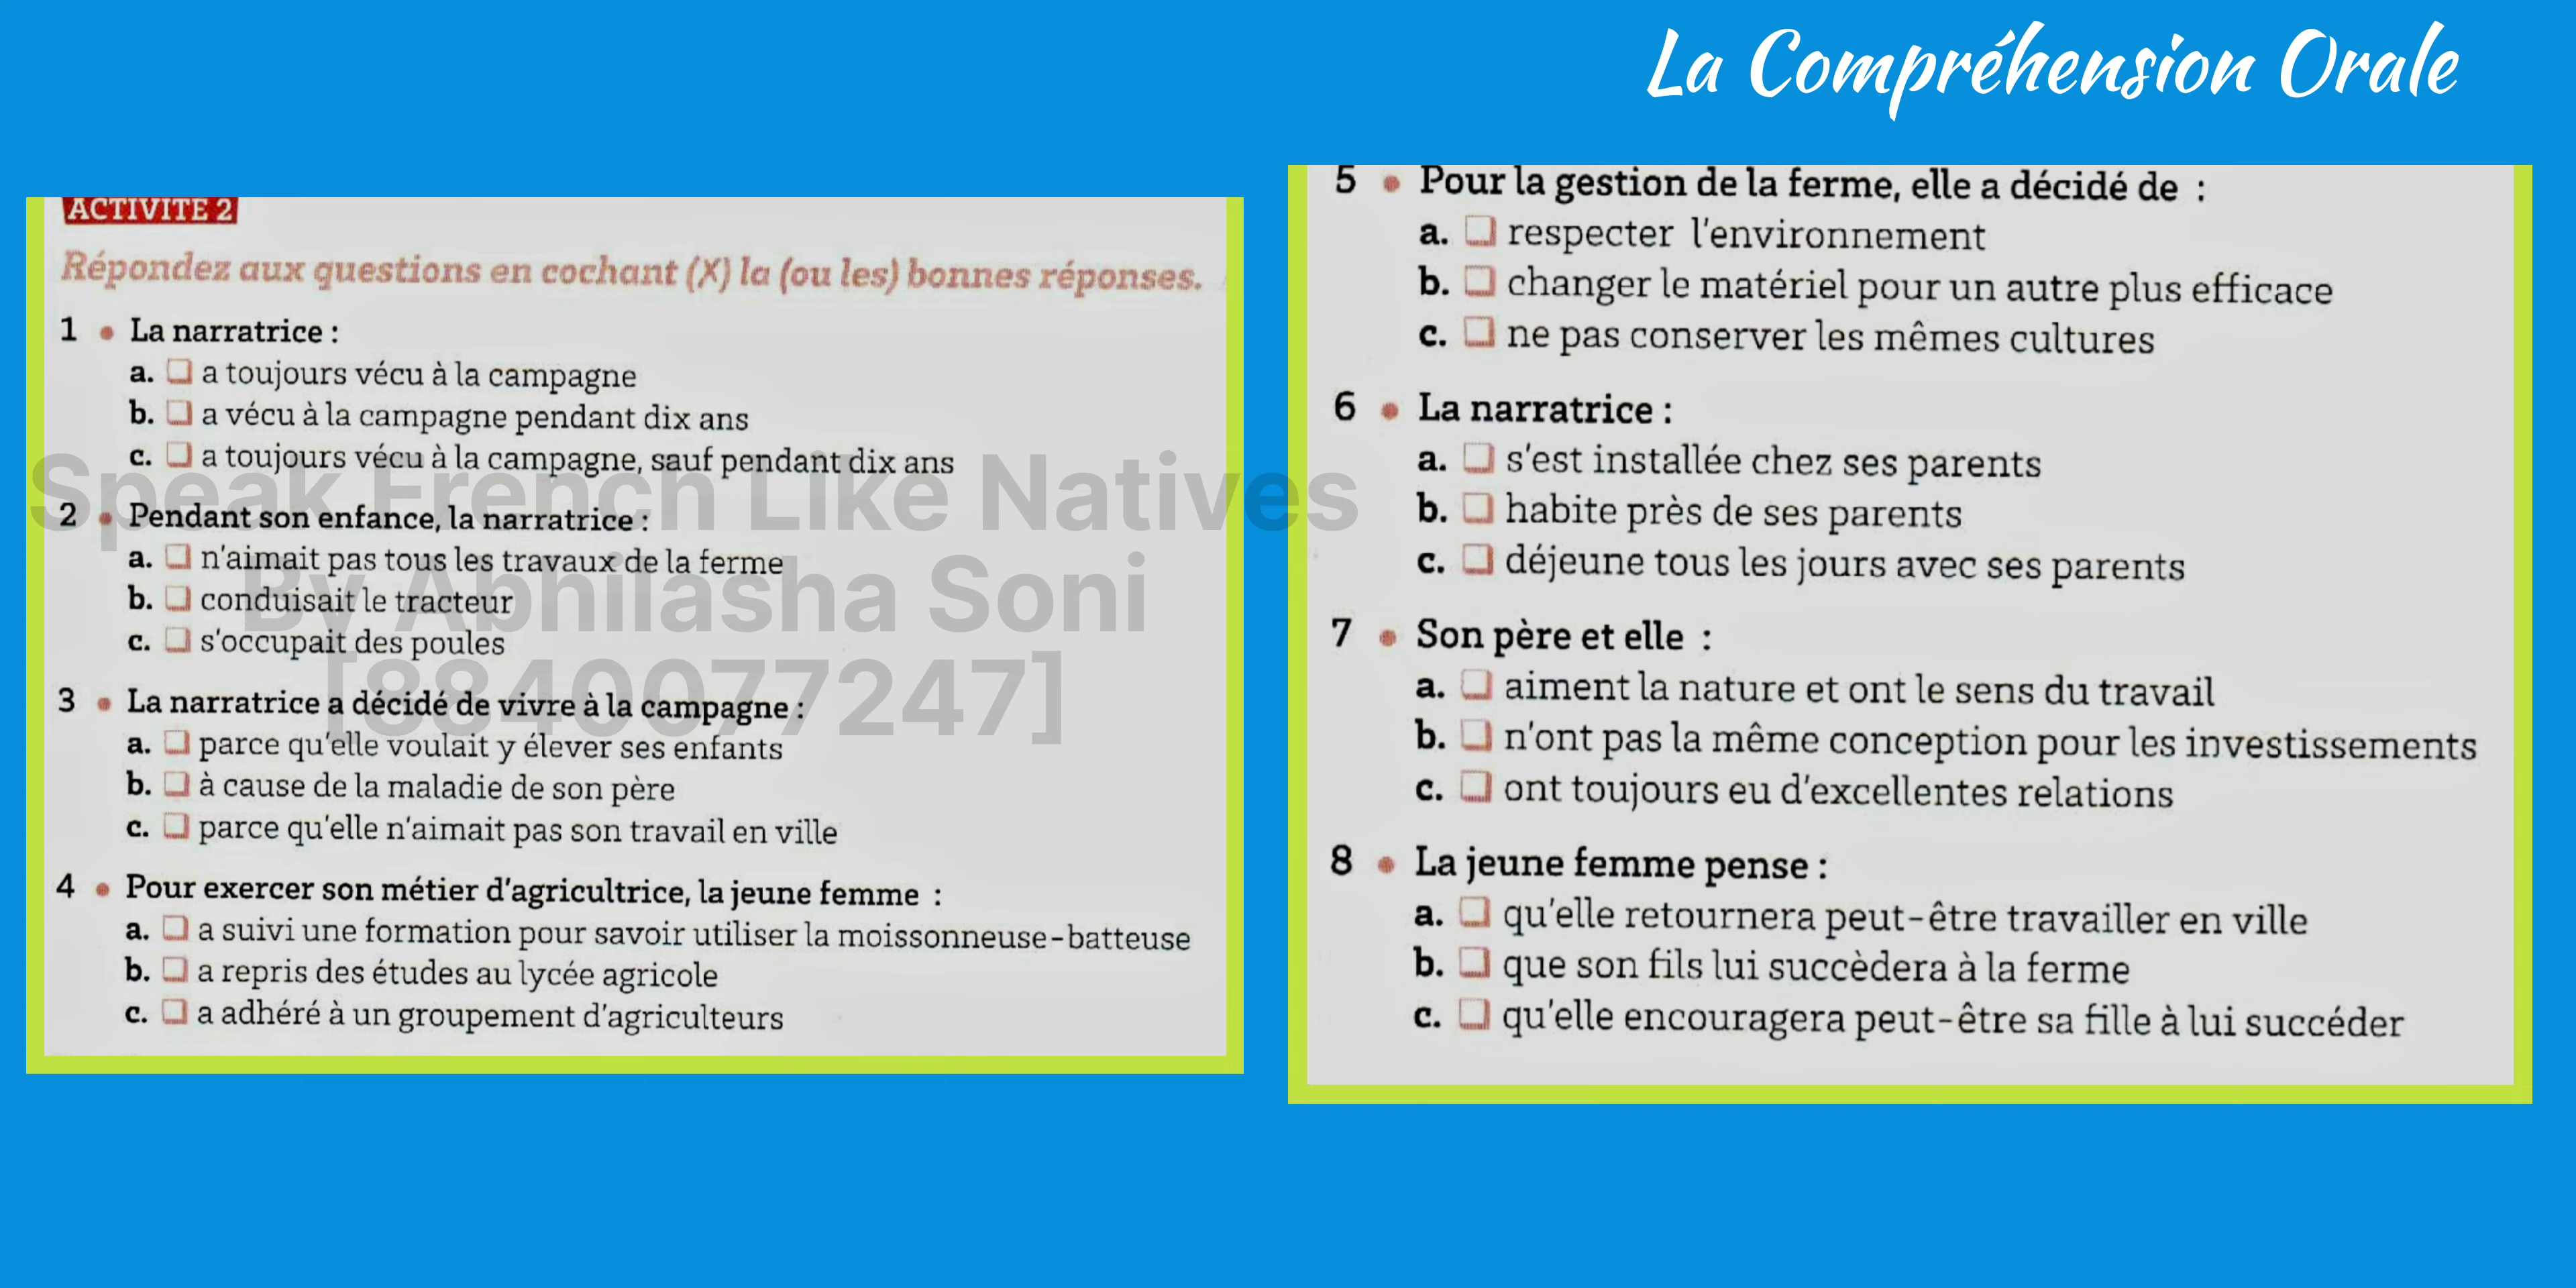 La Compréhension Orale
ACTIVITÉ 2
Répondez aux questions en cochant (X) la (ou les) bonnes réponses.
1 • La narratrice :
a. ❏ a toujours vécu à la campagne
b. ❏ a vécu à la campagne pendant dix ans
c. ❏ a toujours vécu à la campagne, sauf pendant dix ans
2 • Pendant son enfance, la narratrice :
a. ❏ n'aimait pas tous les travaux de la ferme
b. ❏ conduisait le tracteur
c. ❏ s'occupait des poules
3 • La narratrice a décidé de vivre à la campagne :
a. ❏ parce qu'elle voulait y élever ses enfants
b. ❏ à cause de la maladie de son père
c. ❏ parce qu'elle n'aimait pas son travail en ville
4 • Pour exercer son métier d'agricultrice, la jeune femme :
a. ❏ a suivi une formation pour savoir utiliser la moissonneuse-batteuse
b. ❏ a repris des études au lycée agricole
c. ❏ a adhéré à un groupement d'agriculteurs
5 • Pour la gestion de la ferme, elle a décidé de :
a. ❏ respecter l'environnement
b. ❏ changer le matériel pour un autre plus efficace
c. ❏ ne pas conserver les mêmes cultures
6 • La narratrice :
a. ❏ s'est installée chez ses parents
b. ❏ habite près de ses parents
c. ❏ déjeune tous les jours avec ses parents
7 • Son père et elle :
a. ❏ aiment la nature et ont le sens du travail
b. ❏ n'ont pas la même conception pour les investissements
c. ❏ ont toujours eu d'excellentes relations
8 • La jeune femme pense :
a. ❏ qu'elle retournera peut-être travailler en ville
b. ❏ que son fils lui succèdera à la ferme
c. ❏ qu'elle encouragera peut-être sa fille à lui succéder
Speak French Like Natives
By Abhilasha Soni
[8840077247]